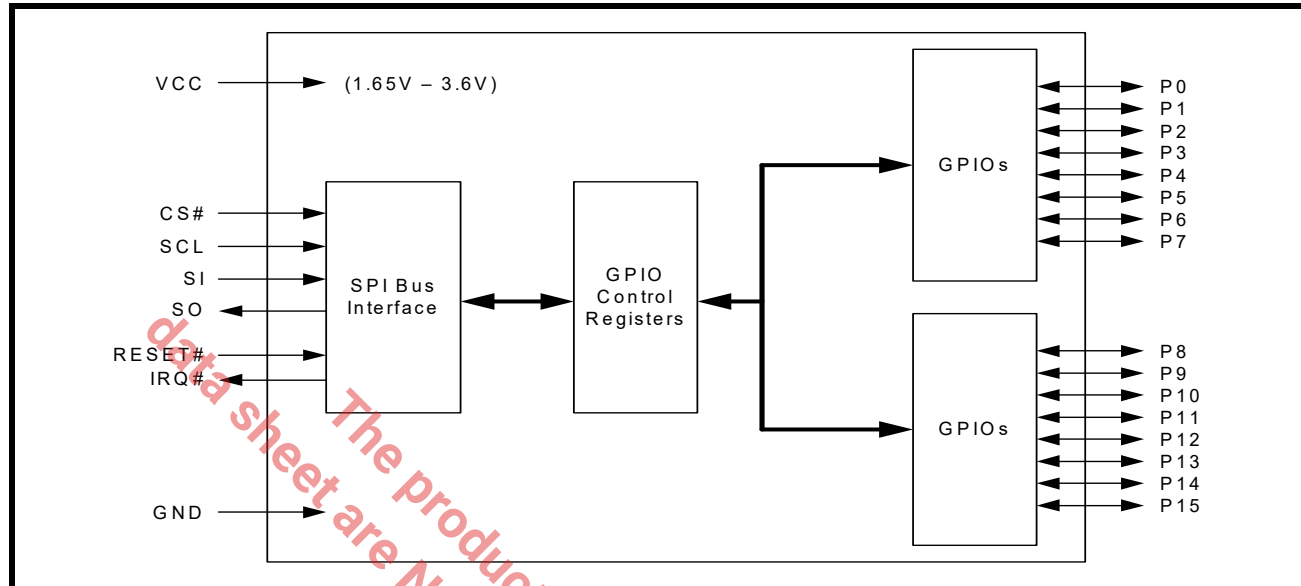 VCC
(1.65V – 3.6V)
CS#
SCL
SI
SO
RESET#
IRQ#
GND
SPI Bus
Interface
GPIO
Control
Registers
GPIOs
P0
P1
P2
P3
P4
P5
P6
P7
GPIOs
P8
P9
P10
P11
P12
P13
P14
P15
The product
data sheet are